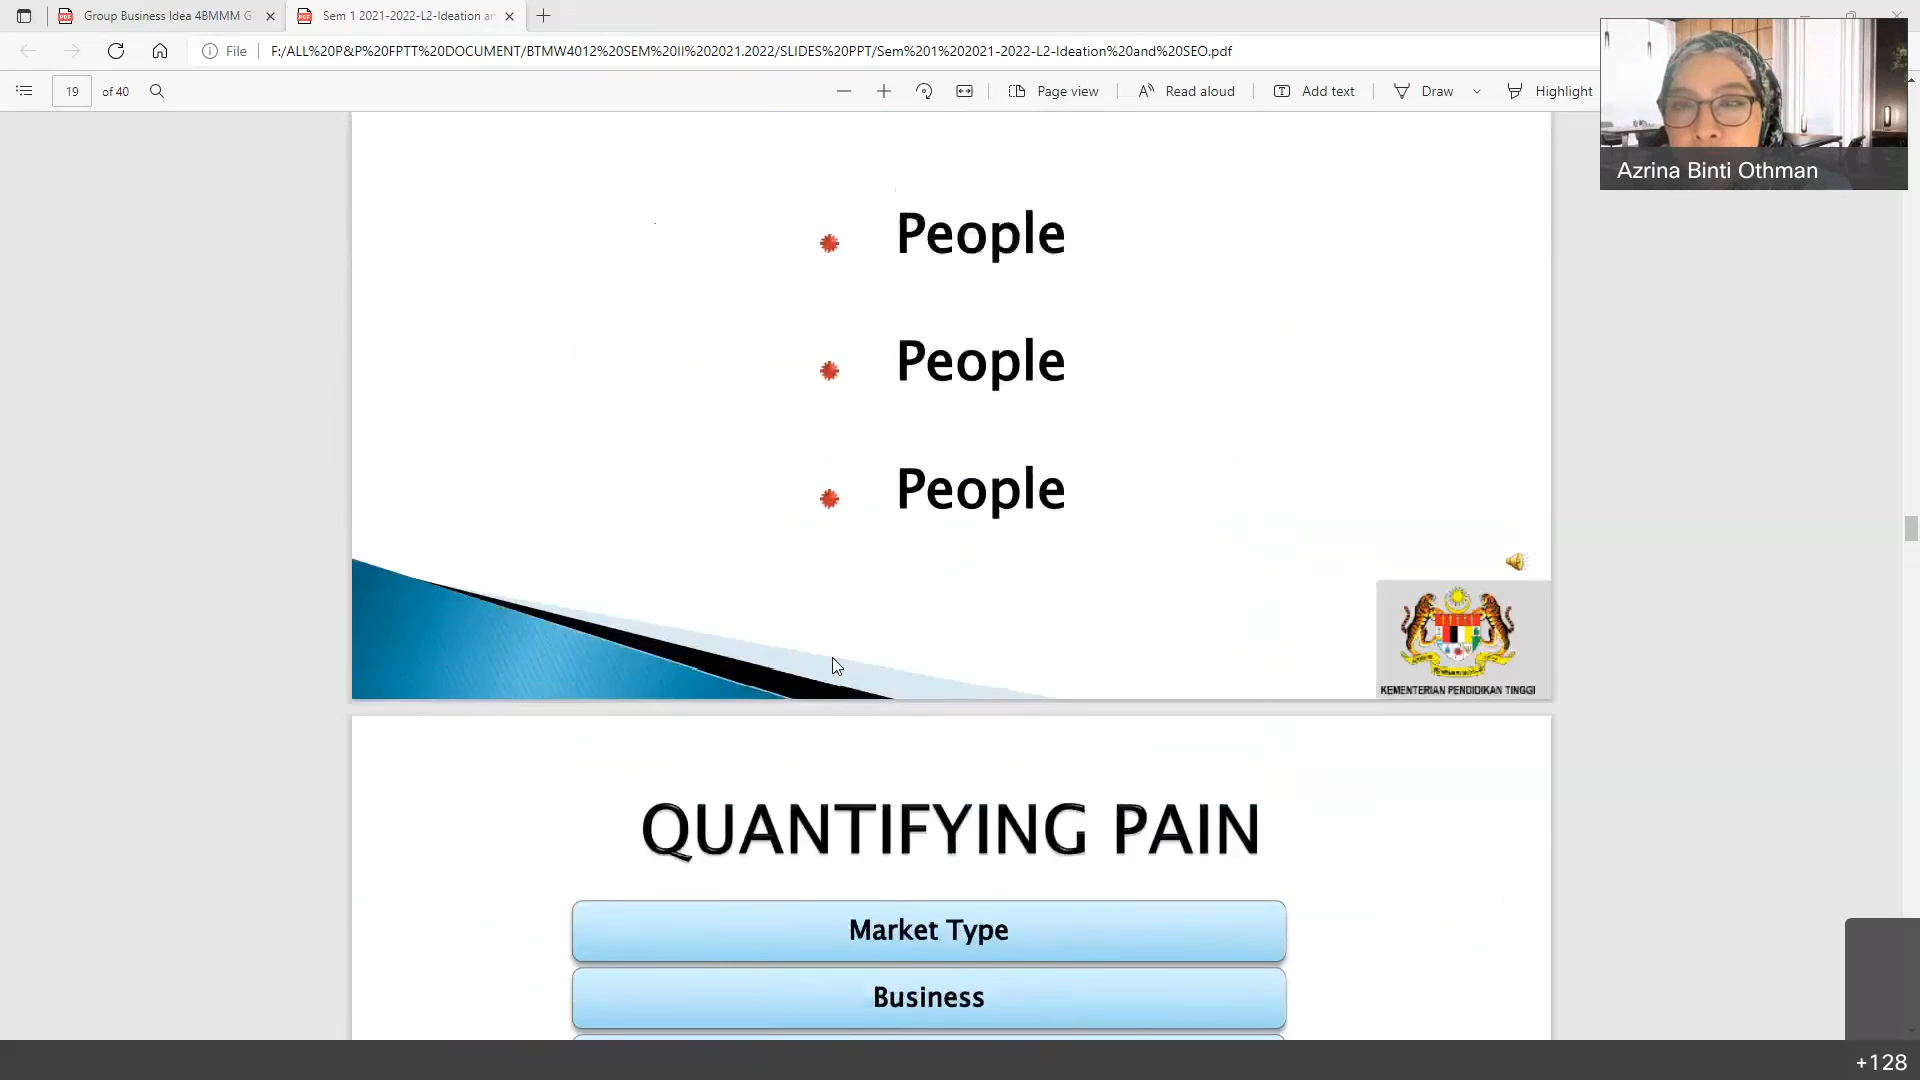 Group Business Idea 4BMMM G
Sem 1 2021-2022-L2-Ideation an
File
F:/ALL%20P&P%20FPTT%20DOCUMENT/BTMW4012%20SEM%20II%202021.2022/SLIDES%20PPT/Sem%201%202021-2022-L2-Ideation%20and%20SEO.pdf
19 of 40
Page view
Read aloud
Add text
Draw
Highlight
Azrina Binti Othman
People
People
People
KEMENTERIAN PENDIDIKAN TINGGI
QUANTIFYING PAIN
Market Type
Business
+128